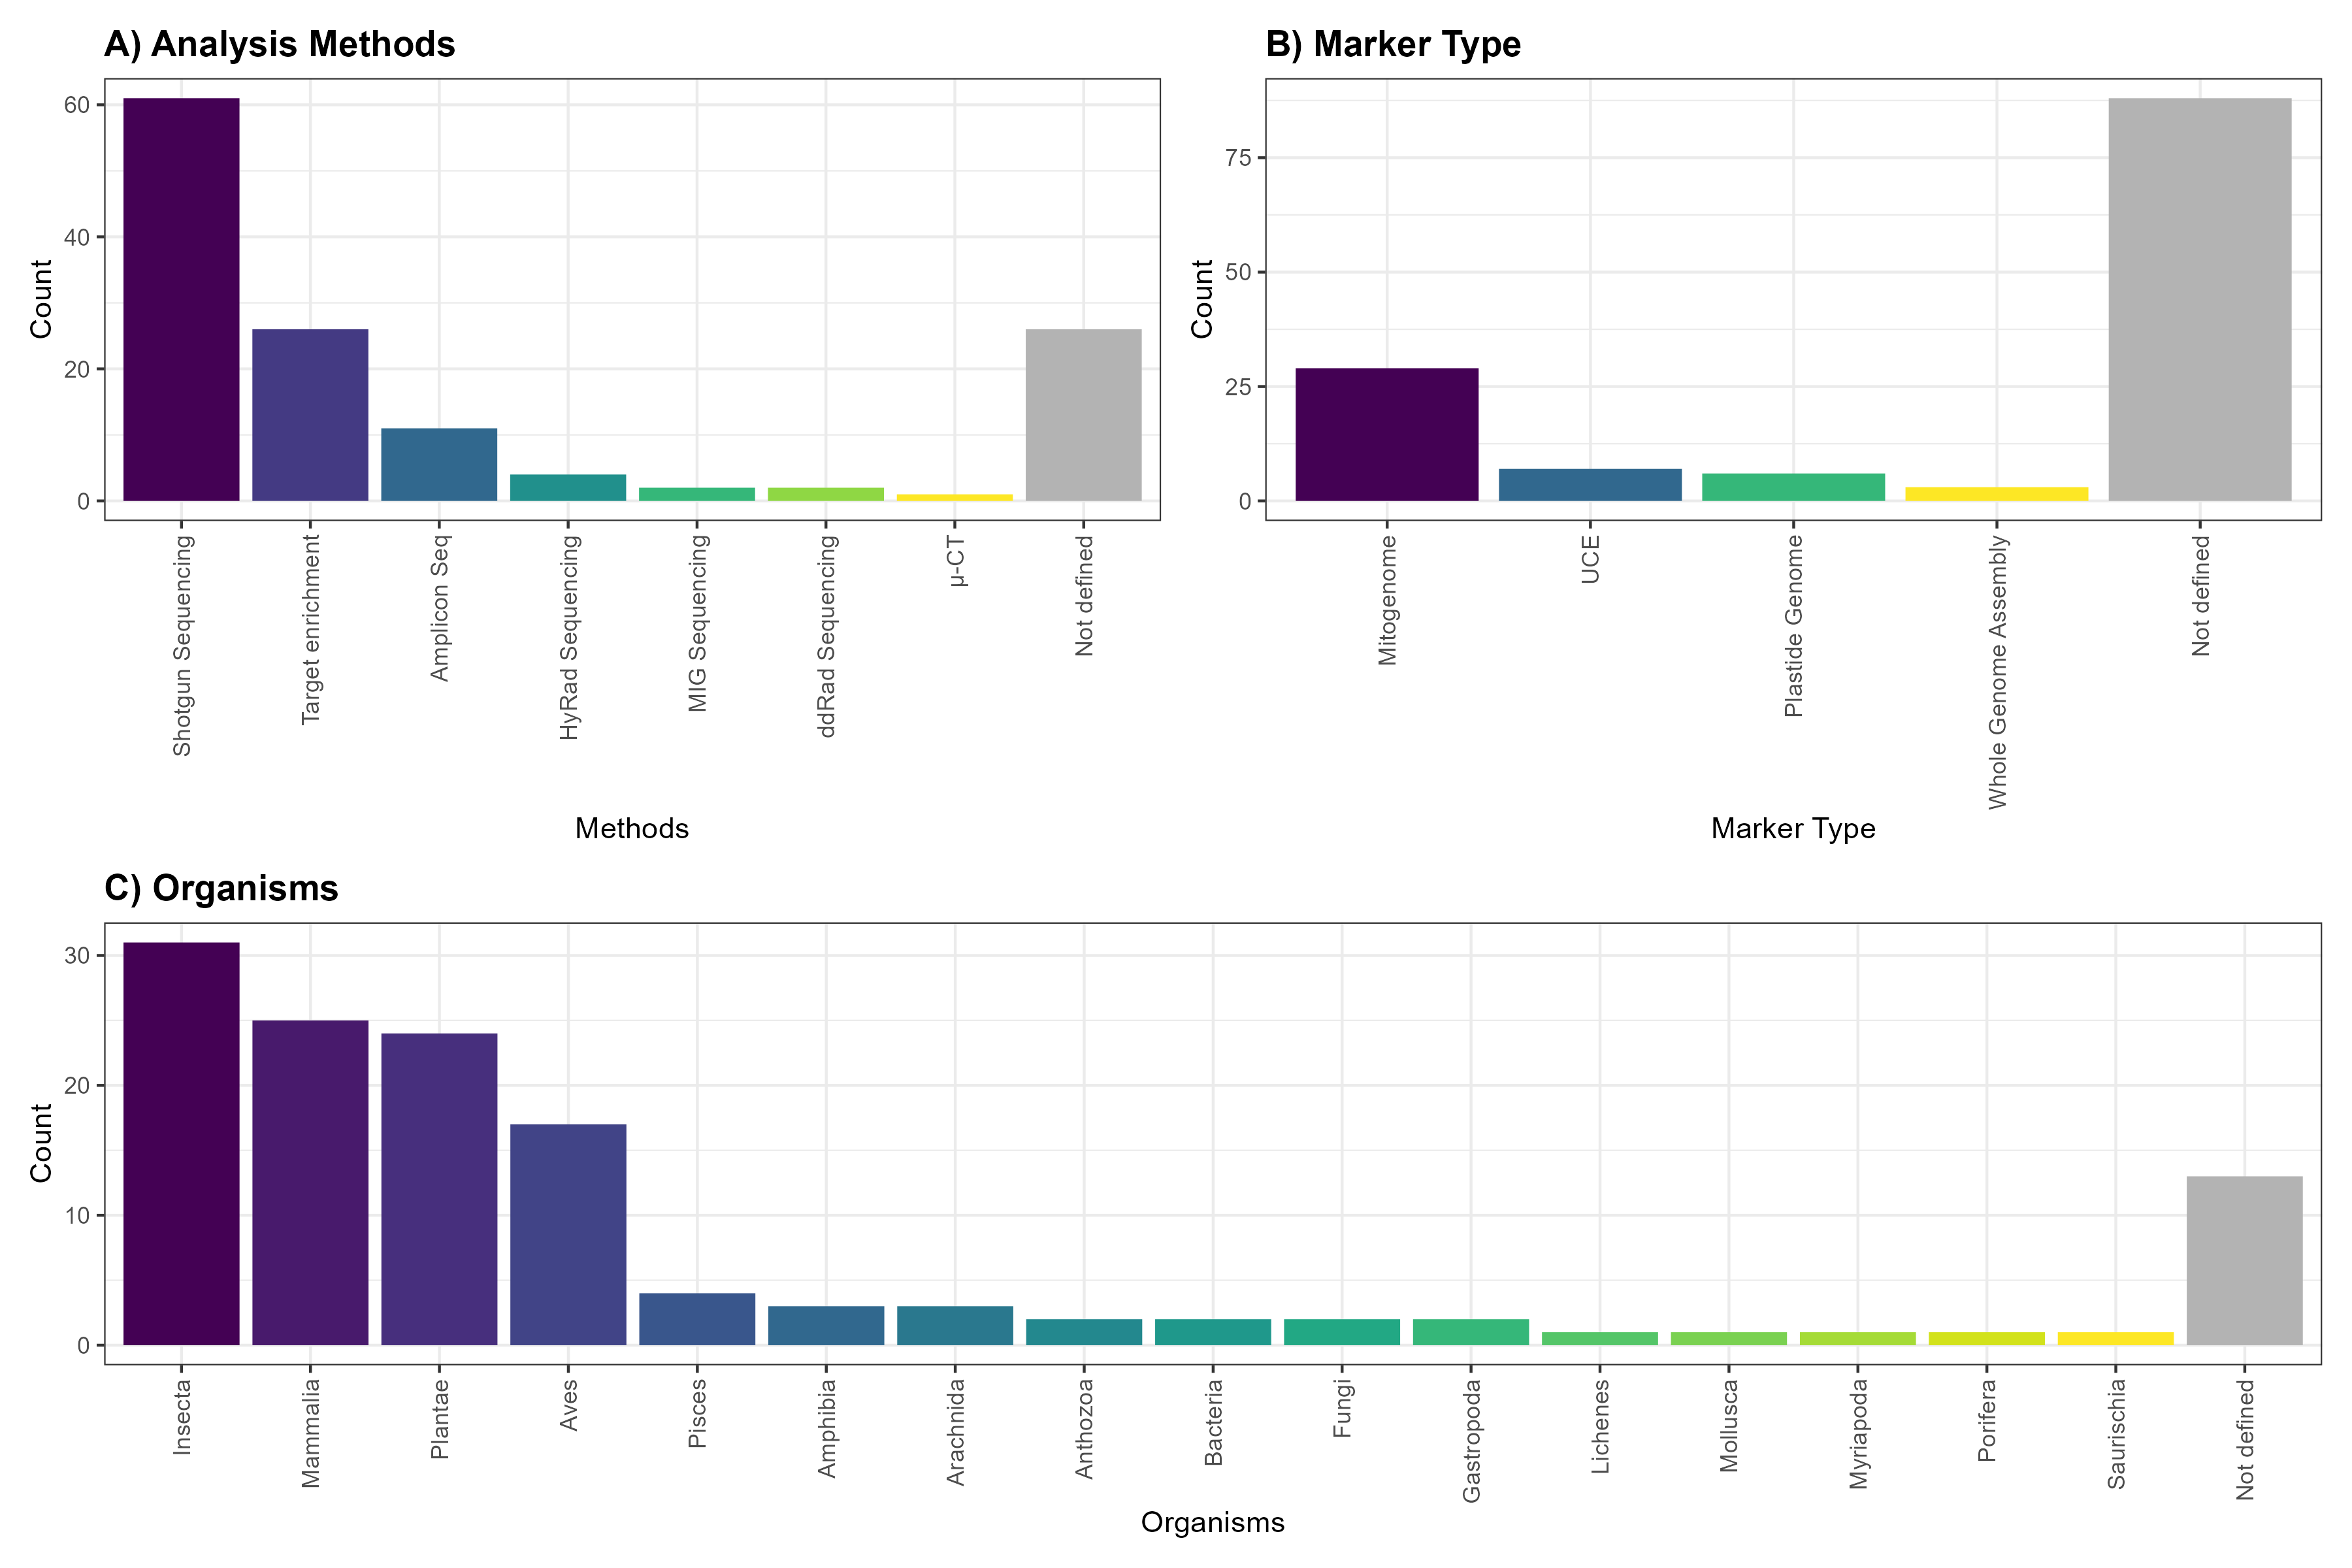 A) Analysis Methods
60
40
20
0
Count
Shotgun Sequencing
Target enrichment
Amplicon Seq
HyRad Sequencing
MIG Sequencing
ddRad Sequencing
µ-CT
Not defined
Methods
B) Marker Type
75
50
25
0
Count
Mitogenome
UCE
Plastide Genome
Whole Genome Assembly
Not defined
Marker Type
C) Organisms
30
20
10
0
Count
Insecta
Mammalia
Plantae
Aves
Pisces
Amphibia
Arachnida
Anthozoa
Bacteria
Fungi
Gastropoda
Lichenes
Mollusca
Myriapoda
Porifera
Saurischia
Not defined
Organisms